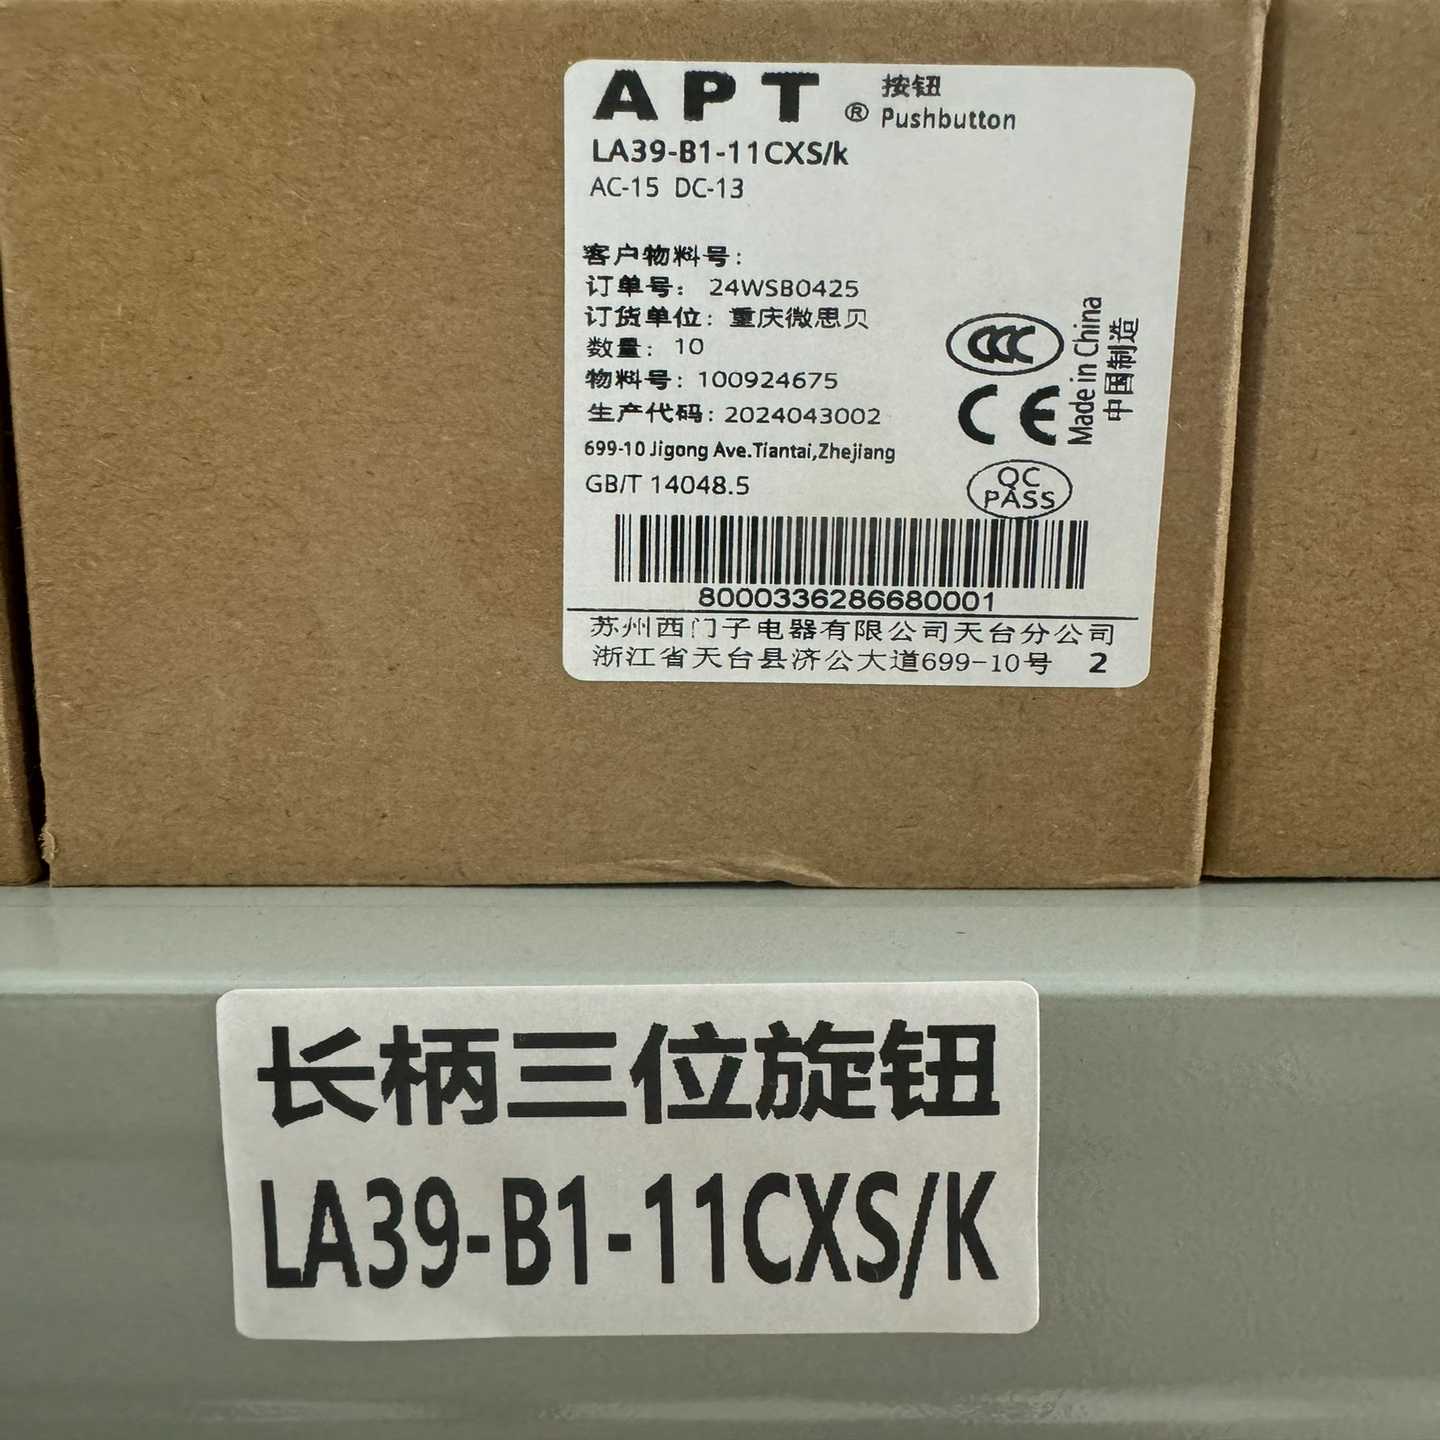 APT ® 按钮
Pushbutton
LA39-B1-11CXS/k
AC-15 DC-13
客户物料号:
订单号: 24WSB0425
订货单位: 重庆微思贝
数量: 10
物料号: 100924675
生产代码: 2024043002
699-10 Jigong Ave.Tiantai,Zhejiang
GB/T 14048.5
CCC
CE
Made in China
中国制造
QC
PASS
8000336286680001
苏州西门子电器有限公司天台分公司
浙江省天台县济公大道699-10号 2
长柄三位旋钮
LA39-B1-11CXS/K